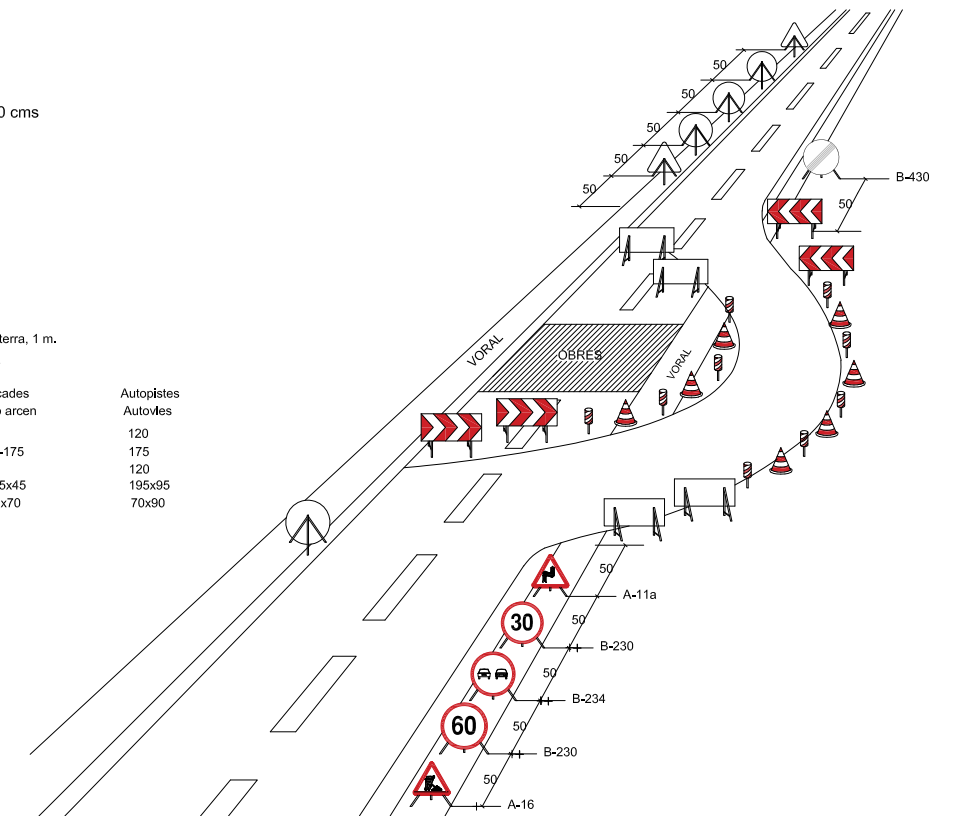 0 cms
terra, 1 m.
cades Autopistes
o arcen Autovies
120
-175 175
120
5x45 195x95
x70 70x90
50
50
50
50
50
B-430
50
VORAL
OBRES
VORAL
50
A-11a
50
30
B-230
50
B-234
50
60
B-230
50
A-16